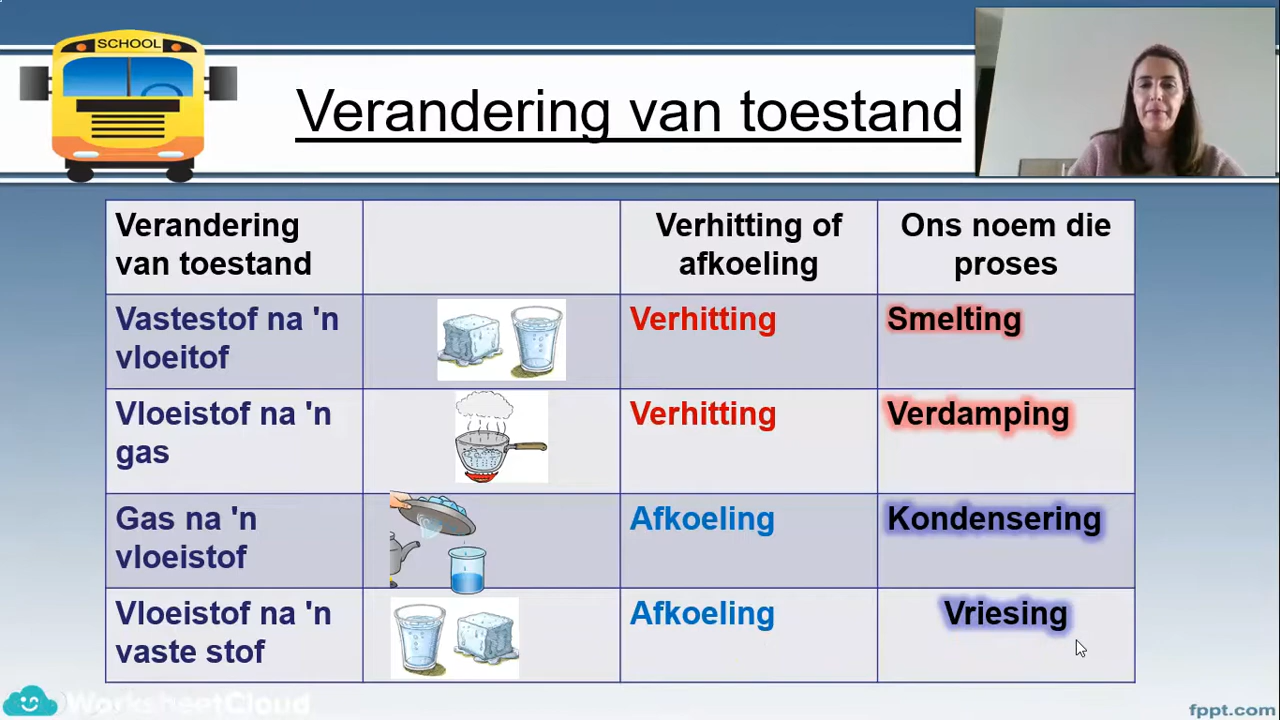 SCHOOL
Verandering van toestand
Verandering
van toestand
Verhitting of
afkoeling
Ons noem die
proses
Vastestof na 'n
vloeitof
Verhitting
Smelting
Vloeistof na 'n
gas
Verhitting
Verdamping
Gas na 'n
vloeistof
Afkoeling
Kondensering
Vloeistof na 'n
vaste stof
Afkoeling
Vriesing
WorksheetCloud
fppt.com